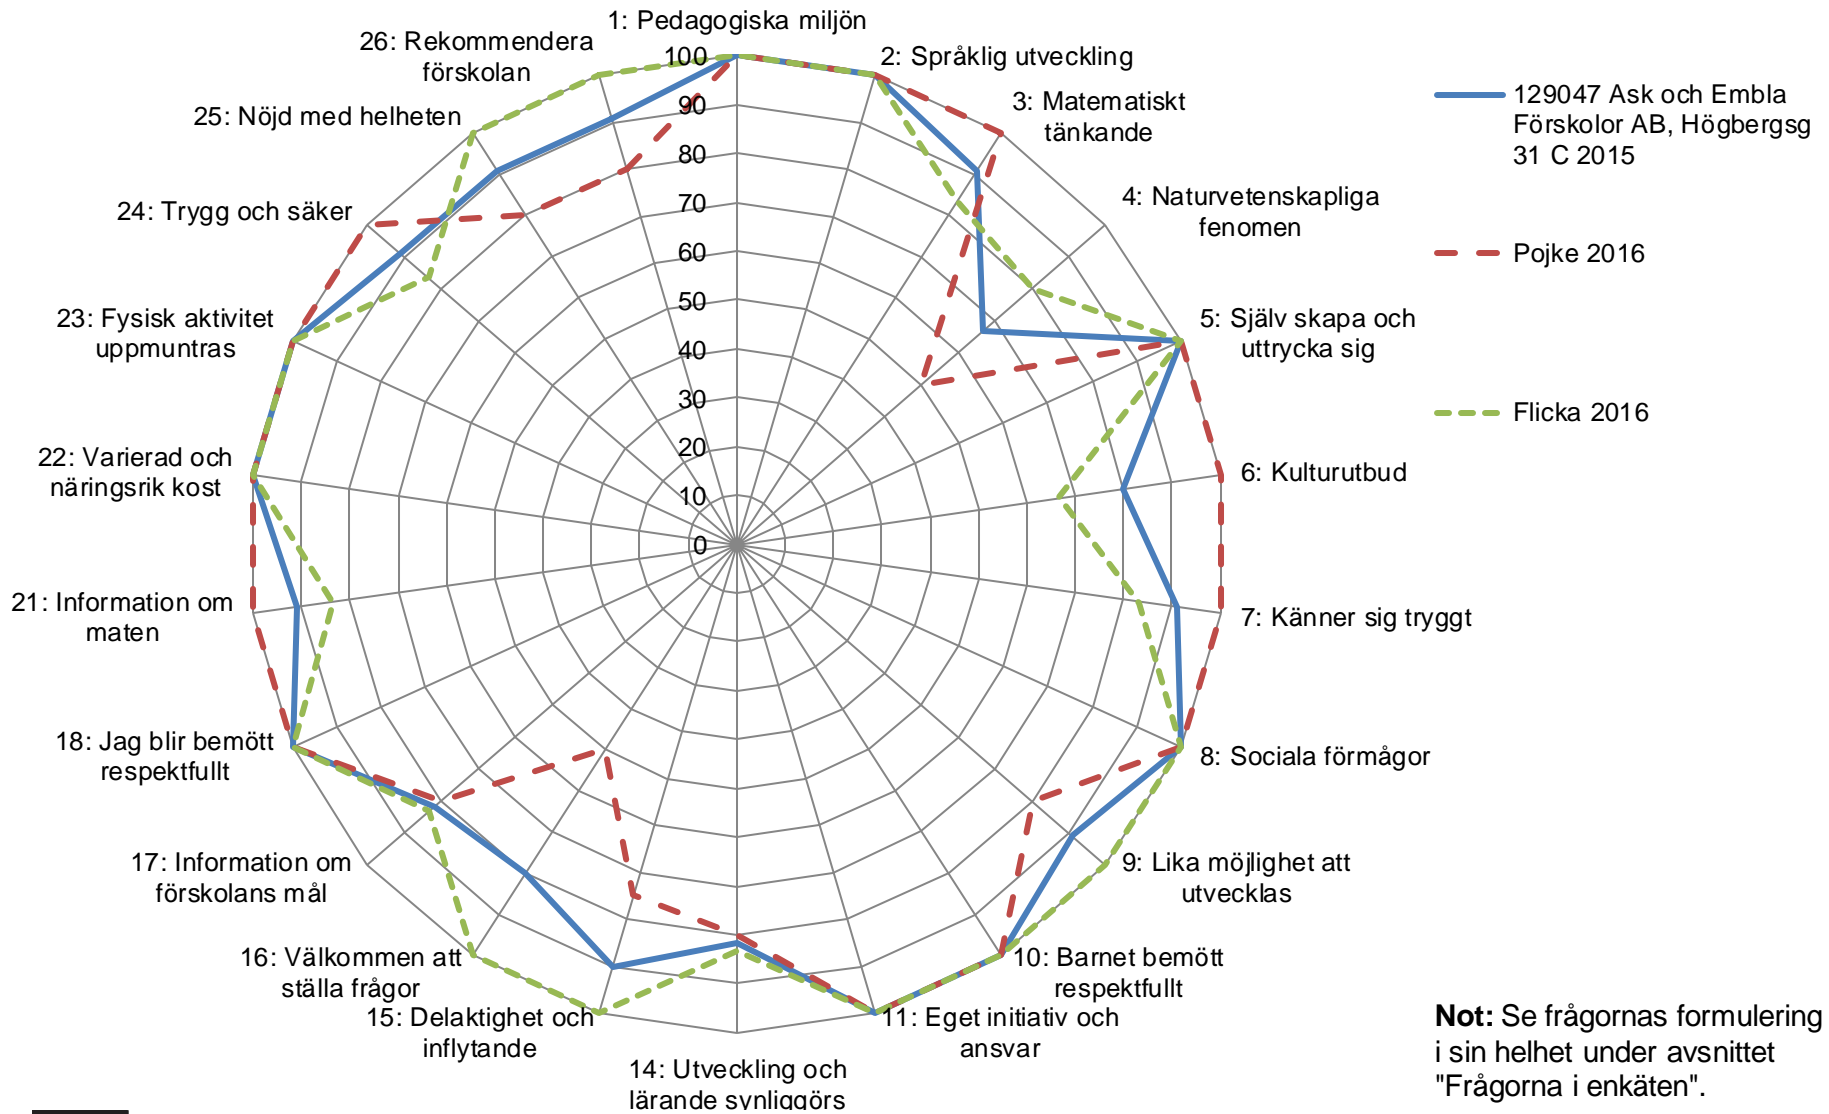 1: Pedagogiska miljön
2: Språklig utveckling
3: Matematiskt
tänkande
4: Naturvetenskapliga
fenomen
5: Själv skapa och
uttrycka sig
6: Kulturutbud
7: Känner sig tryggt
8: Sociala förmågor
9: Lika möjlighet att
utvecklas
10: Barnet bemött
respektfullt
11: Eget initiativ och
ansvar
14: Utveckling och
lärande synliggörs
15: Delaktighet och
inflytande
16: Välkommen att
ställa frågor
17: Information om
förskolans mål
18: Jag blir bemött
respektfullt
21: Information om
maten
22: Varierad och
näringsrik kost
23: Fysisk aktivitet
uppmuntras
24: Trygg och säker
25: Nöjd med helheten
26: Rekommendera
förskolan
100
90
80
70
60
50
40
30
20
10
0
129047 Ask och Embla
Förskolor AB, Högbergsg
31 C 2015
Pojke 2016
Flicka 2016
Not: Se frågornas formulering
i sin helhet under avsnittet
"Frågorna i enkäten".